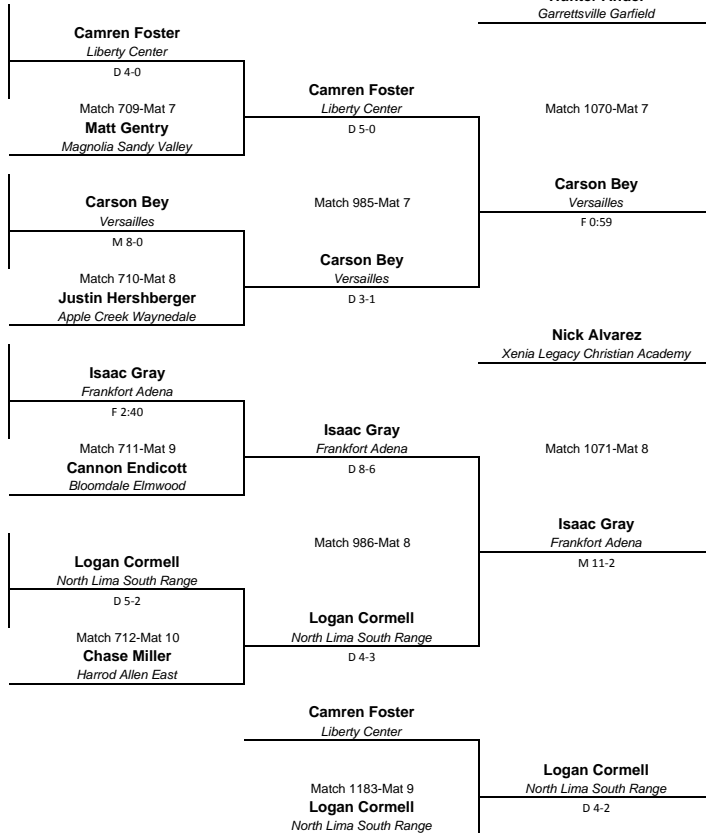 Garrettsville Garfield
Camren Foster
Liberty Center
D 4-0
Match 709-Mat 7
Matt Gentry
Magnolia Sandy Valley
Camren Foster
Liberty Center
D 5-0
Match 1070-Mat 7
Carson Bey
Versailles
M 8-0
Match 985-Mat 7
Carson Bey
Versailles
F 0:59
Match 710-Mat 8
Justin Hershberger
Apple Creek Waynedale
Carson Bey
Versailles
D 3-1
Nick Alvarez
Xenia Legacy Christian Academy
Isaac Gray
Frankfort Adena
F 2:40
Match 711-Mat 9
Cannon Endicott
Bloomdale Elmwood
Isaac Gray
Frankfort Adena
D 8-6
Match 1071-Mat 8
Match 986-Mat 8
Isaac Gray
Frankfort Adena
M 11-2
Logan Cormell
North Lima South Range
D 5-2
Match 712-Mat 10
Chase Miller
Harrod Allen East
Logan Cormell
North Lima South Range
D 4-3
Camren Foster
Liberty Center
Match 1183-Mat 9
Logan Cormell
North Lima South Range
Logan Cormell
North Lima South Range
D 4-2